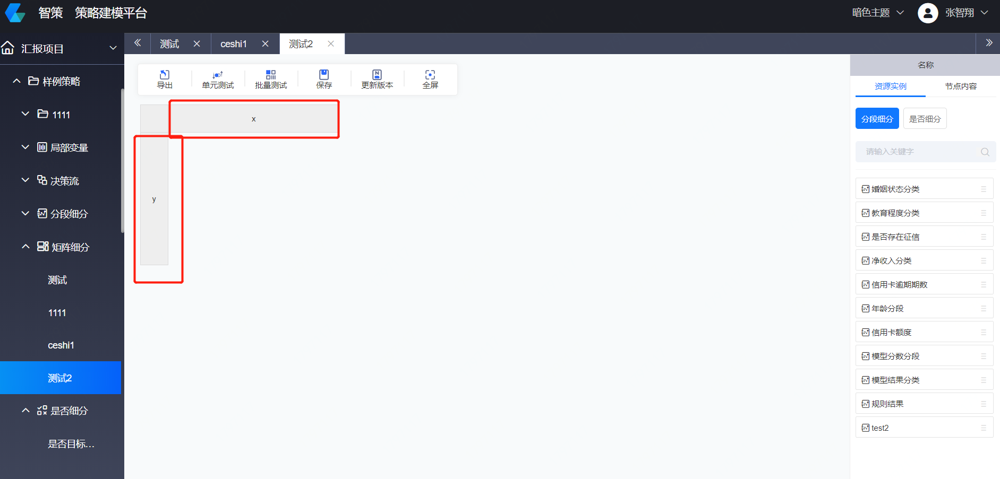 智策 策略建模平台
暗色主题
张智翔
汇报项目
样例策略
1111
局部变量
决策流
分段细分
矩阵细分
测试
1111
ceshi1
测试2
是否细分
是否目标...
测试
ceshi1
测试2
导出
单元测试
批量测试
保存
更新版本
全屏
x
y
名称
资源实例
节点内容
分段细分
是否细分
请输入关键字
婚姻状态分类
教育程度分类
是否存在征信
净收入分类
信用卡逾期期数
年龄分段
信用卡额度
模型分数分段
模型结果分类
规则结果
test2